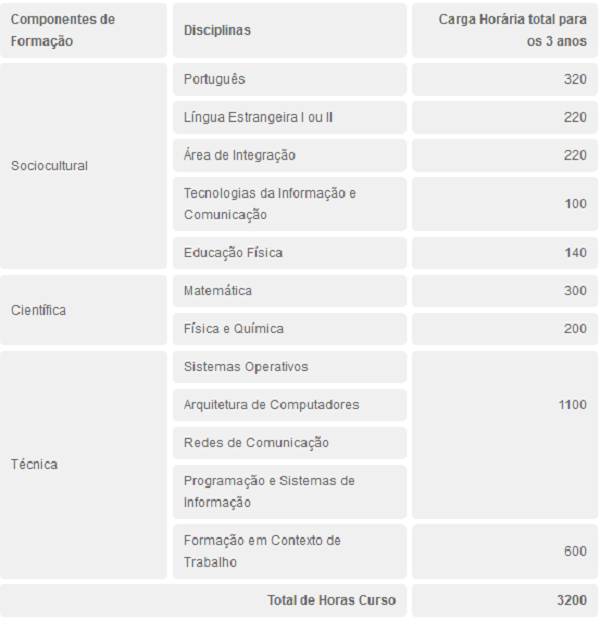 Componentes de
Formação
Disciplinas
Carga Horária total para
os 3 anos
Sociocultural
Português
320
Língua Estrangeira I ou II
220
Área de Integração
220
Tecnologias da Informação e
Comunicação
100
Educação Física
140
Científica
Matemática
300
Física e Química
200
Técnica
Sistemas Operativos
Arquitetura de Computadores
1100
Redes de Comunicação
Programação e Sistemas de
Informação
Formação em Contexto de
Trabalho
600
Total de Horas Curso
3200